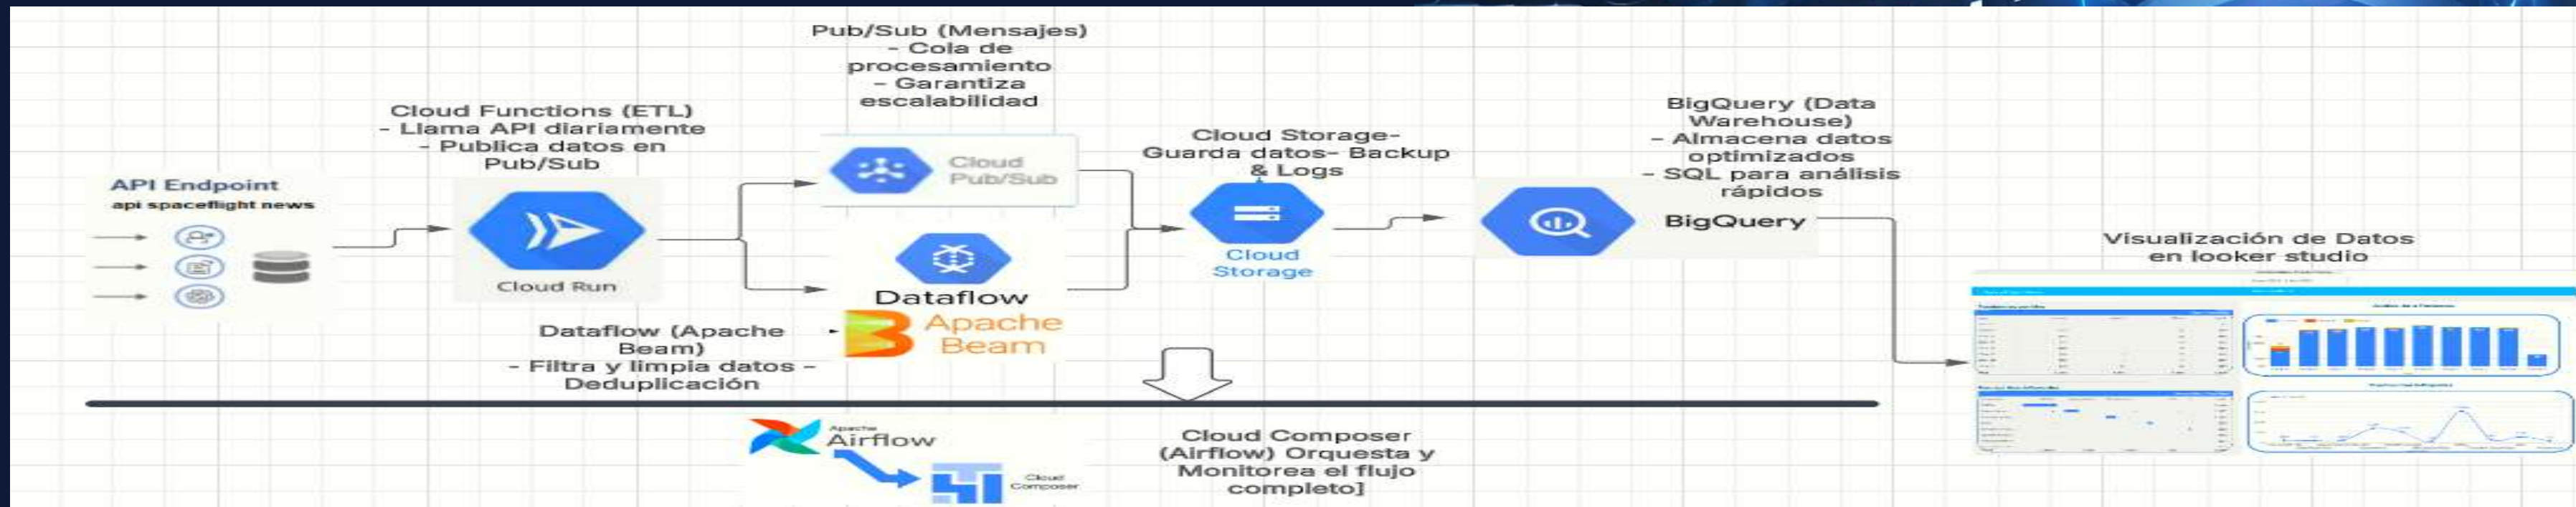 API Endpoint
api spaceflight news
Cloud Functions (ETL)
- Llama API diariamente
- Publica datos en
Pub/Sub
Cloud Run
Pub/Sub (Mensajes)
- Cola de
procesamiento
- Garantiza
escalabilidad
Cloud
Pub/Sub
Dataflow
Apache
Beam
Dataflow (Apache
Beam)
- Filtra y limpia datos -
Deduplicación
Cloud Storage-
Guarda datos- Backup
& Logs
Cloud
Storage
BigQuery (Data
Warehouse)
- Almacena datos
optimizados
- SQL para análisis
rápidos
BigQuery
Visualización de Datos
en looker studio
Apache
Airflow
Cloud
Composer
Cloud Composer
(Airflow) Orquesta y
Monitorea el flujo
completo]